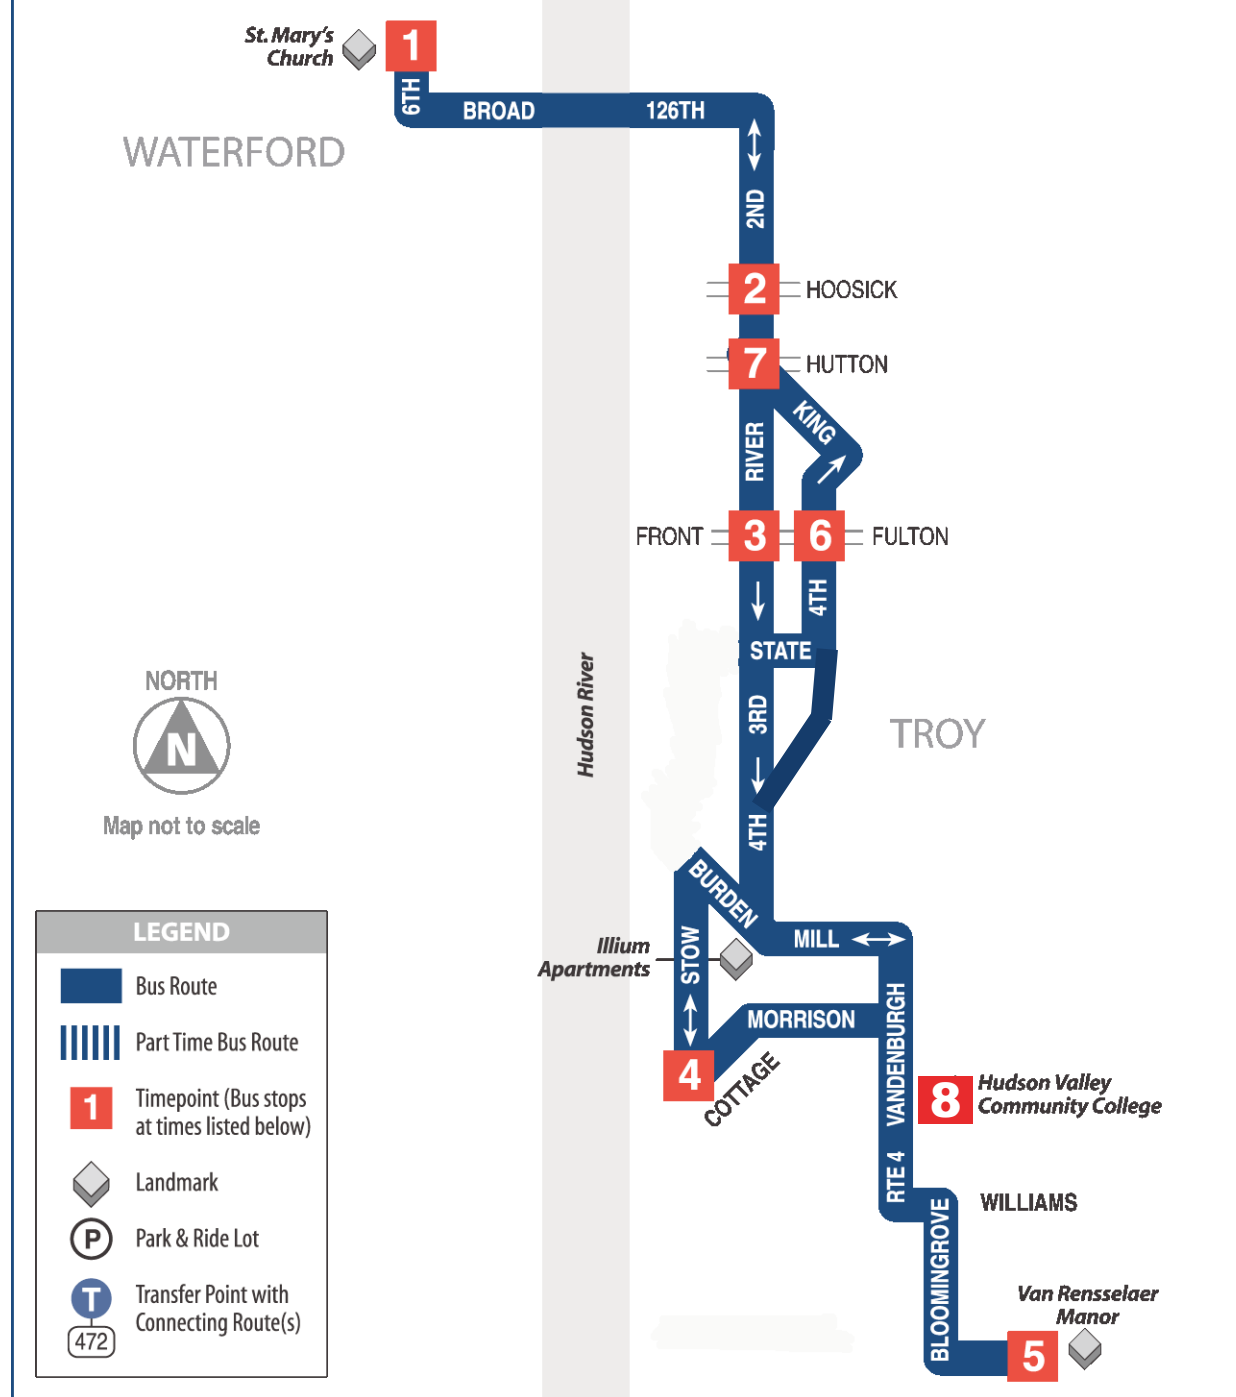 St. Mary's
Church
1
6TH
BROAD
126TH
WATERFORD
2ND
2
HOOSICK
7
HUTTON
KING
RIVER
FRONT
3
6
FULTON
4TH
STATE
3RD
TROY
Hudson River
NORTH
N
Map not to scale
4TH
BURDEN
MILL
Illium
Apartments
STOW
MORRISON
VANDENBURGH
4
COTTAGE
8
Hudson Valley
Community College
RTE 4
WILLIAMS
BLOOMINGROVE
Van Rensselaer
Manor
5
LEGEND
Bus Route
Part Time Bus Route
1
Timepoint (Bus stops
at times listed below)
Landmark
P
Park & Ride Lot
T
Transfer Point with
Connecting Route(s)
472